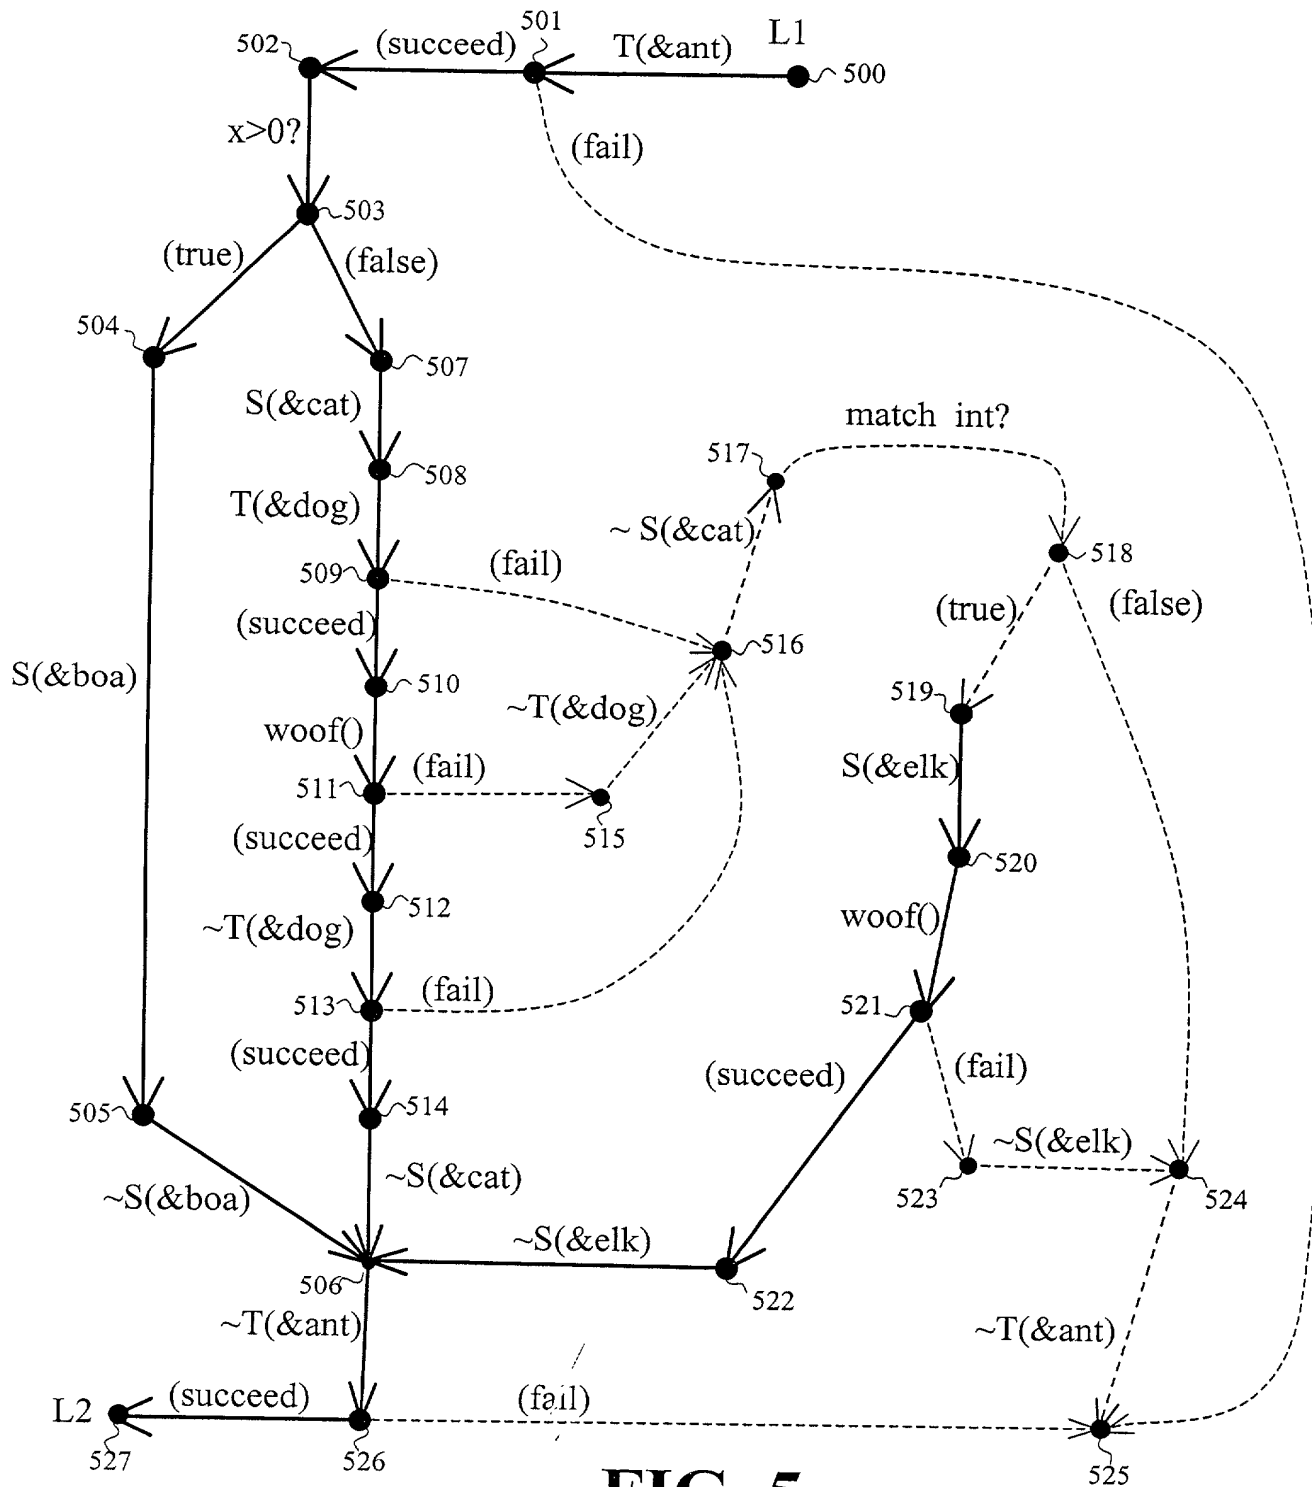 501
L1
502
(succeed)
T(&ant)
500
x>0?
(fail)
503
(true)
(false)
504
507
S(&cat)
match int?
517
508
T(&dog)
~ S(&cat)
518
509
(fail)
(true)
(false)
(succeed)
516
S(&boa)
510
519
~T(&dog)
woof()
(fail)
S(&elk)
511
(succeed)
515
520
512
woof()
~T(&dog)
(fail)
513
521
(succeed)
(fail)
(succeed)
505
514
~S(&elk)
~S(&cat)
~S(&boa)
523
524
~S(&elk)
506
522
~T(&ant)
~T(&ant)
(succeed)
(fail)
L2
527
526
525
FIG. 5